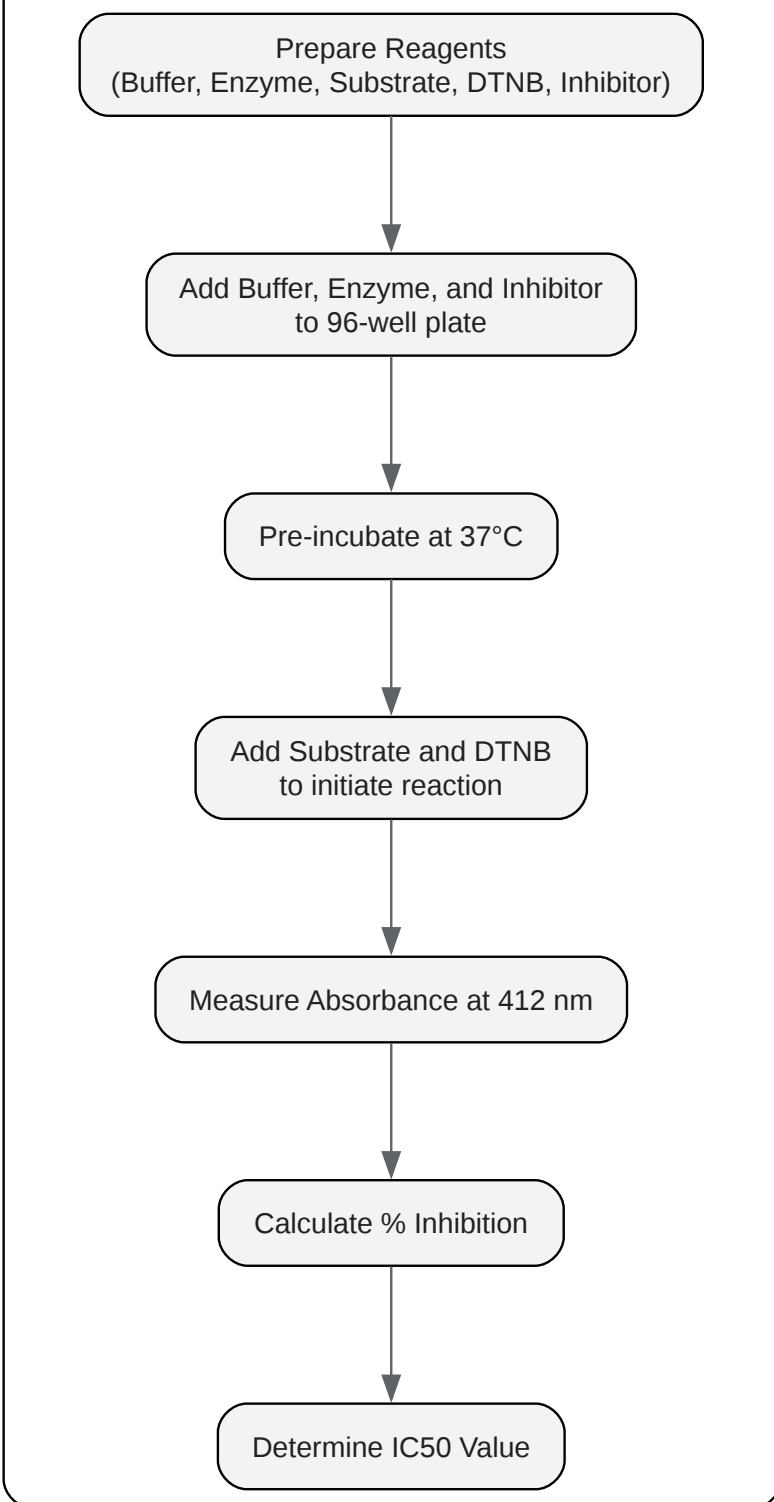 Prepare Reagents
(Buffer, Enzyme, Substrate, DTNB, Inhibitor)
Add Buffer, Enzyme, and Inhibitor
to 96-well plate
Pre-incubate at 37°C
Add Substrate and DTNB
to initiate reaction
Measure Absorbance at 412 nm
Calculate % Inhibition
Determine IC50 Value